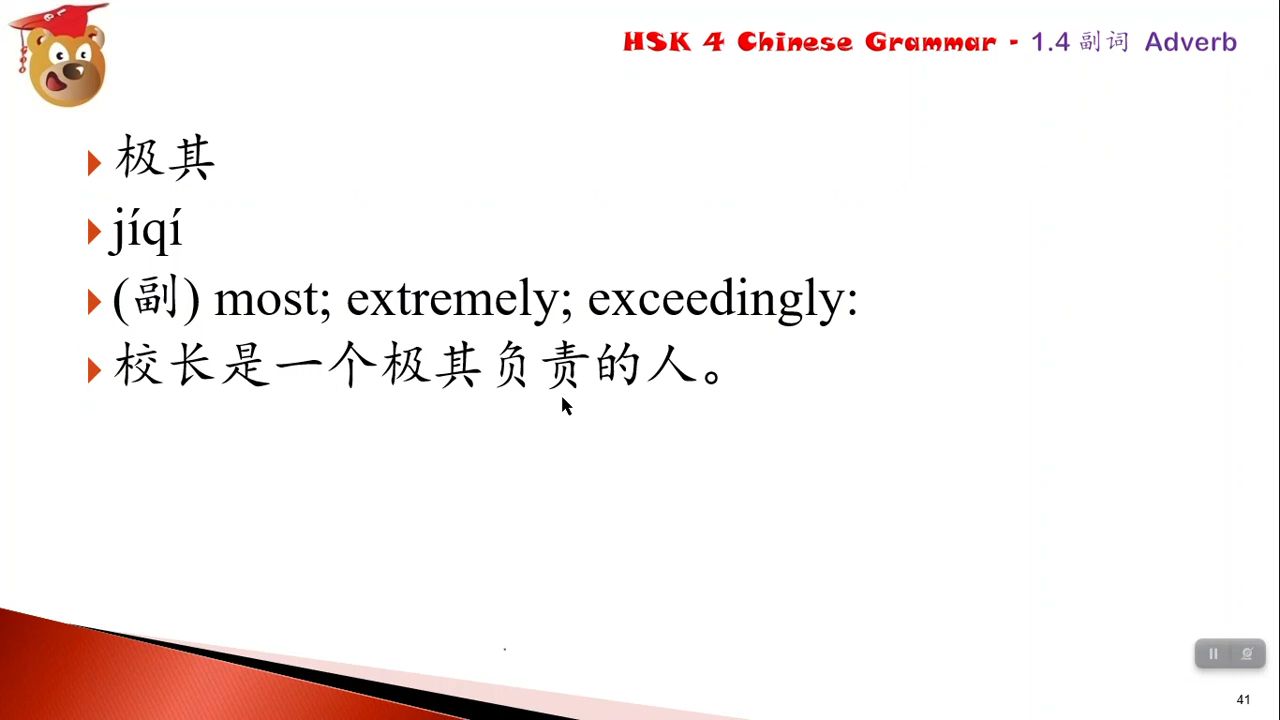 HSK 4 Chinese Grammar - 1.4 副词 Adverb
极其
jíqí
(副) most; extremely; exceedingly:
校长是一个极其负责的人。
41